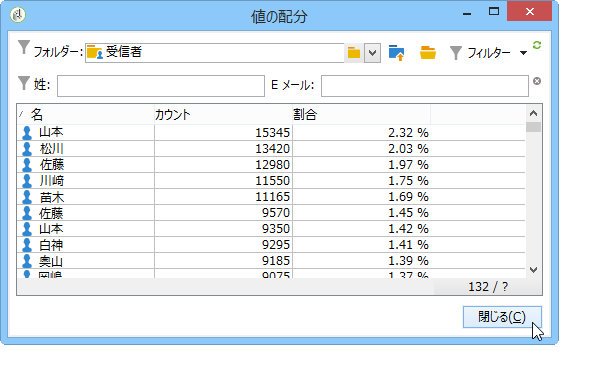 値の配分
フォルダー: 受信者 フィルター
姓: E メール:
名 カウント 割合
山本 15345 2.32 %
松川 13420 2.03 %
佐藤 12980 1.97 %
川﨑 11550 1.75 %
苗木 11165 1.69 %
佐藤 9570 1.45 %
山本 9350 1.42 %
白神 9295 1.41 %
奥山 9185 1.39 %
9075 1.37 %
132 / ?
閉じる(C)